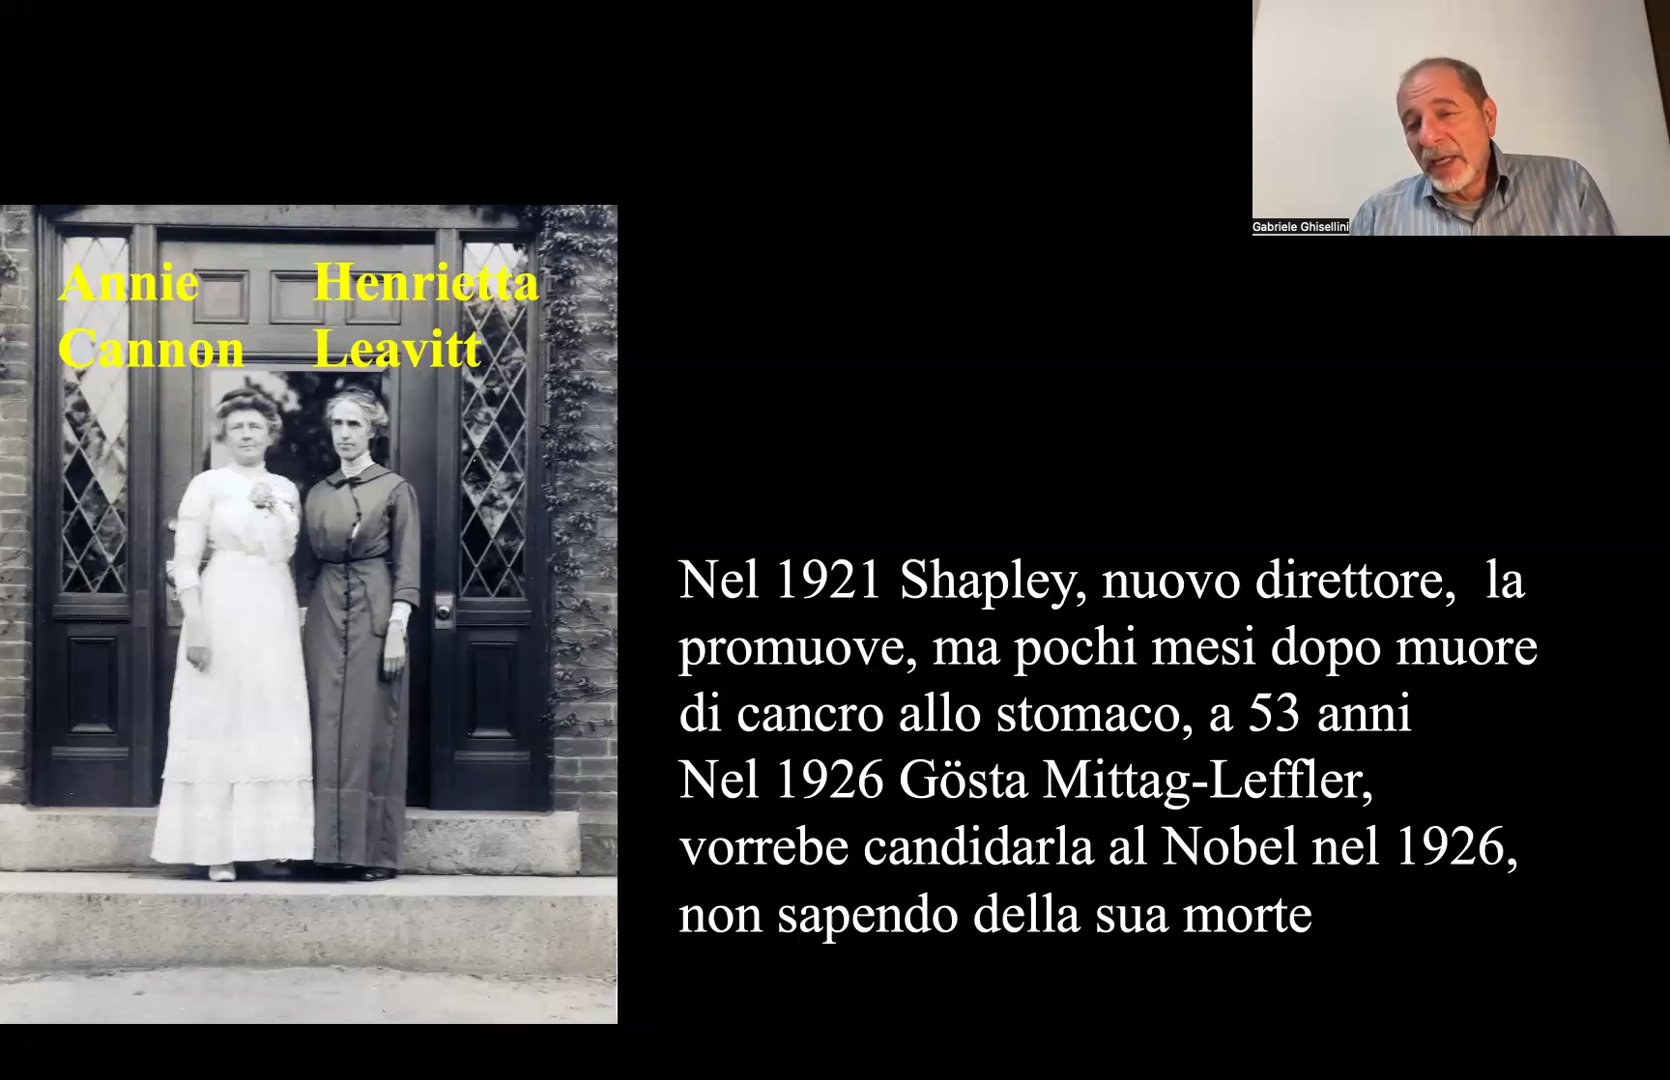 Gabriele Ghisellini
Annie Henrietta
Cannon Leavitt
Nel 1921 Shapley, nuovo direttore, la
promuove, ma pochi mesi dopo muore
di cancro allo stomaco, a 53 anni
Nel 1926 Gösta Mittag-Leffler,
vorrebe candidarla al Nobel nel 1926,
non sapendo della sua morte